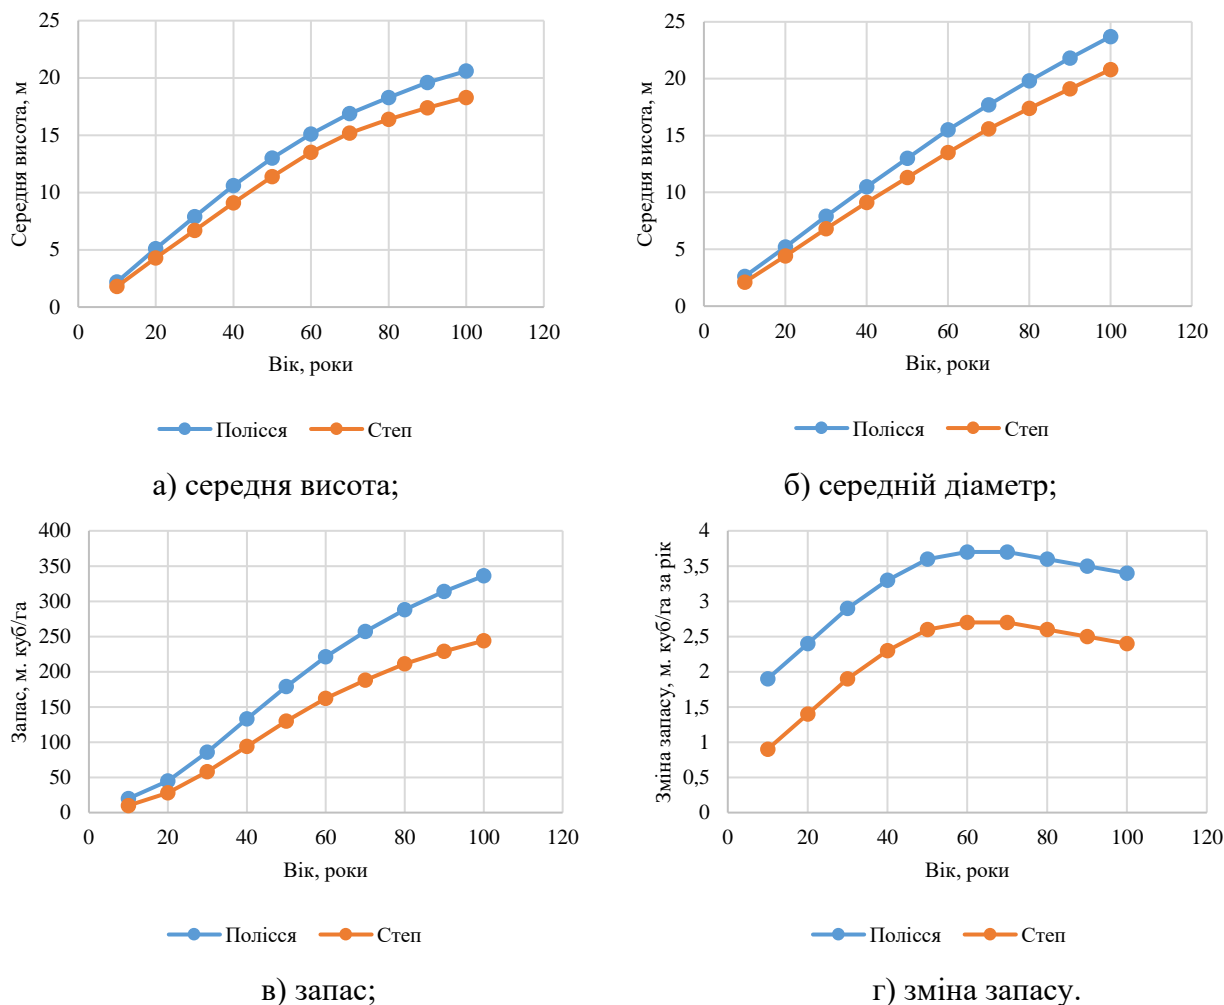 25
20
15
10
5
0
Середня висота, м
0 20 40 60 80 100 120
Вік, роки
Полісся Степ
а) середня висота;
25
20
15
10
5
0
Середня висота, м
0 20 40 60 80 100 120
Вік, роки
Полісся Степ
б) середній діаметр;
400
350
300
250
200
150
100
50
0
Запас, м. куб/га
0 20 40 60 80 100 120
Вік, роки
Полісся Степ
в) запас;
4
3,5
3
2,5
2
1,5
1
0,5
0
Зміна запасу, м. куб/га за рік
0 20 40 60 80 100 120
Вік, роки
Полісся Степ
г) зміна запасу.